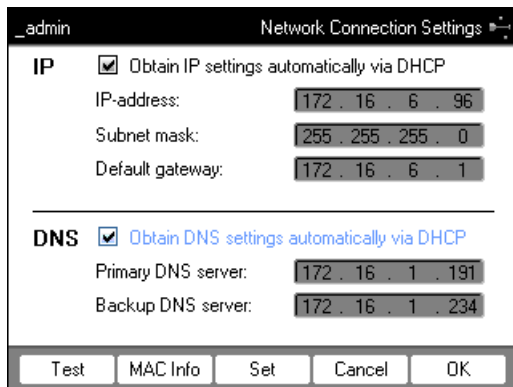 _admin Network Connection Settings
IP Obtain IP settings automatically via DHCP
IP-address: 172 . 16 . 6 . 96
Subnet mask: 255 . 255 . 255 . 0
Default gateway: 172 . 16 . 6 . 1
DNS Obtain DNS settings automatically via DHCP
Primary DNS server: 172 . 16 . 1 . 191
Backup DNS server: 172 . 16 . 1 . 234
Test MAC Info Set Cancel OK